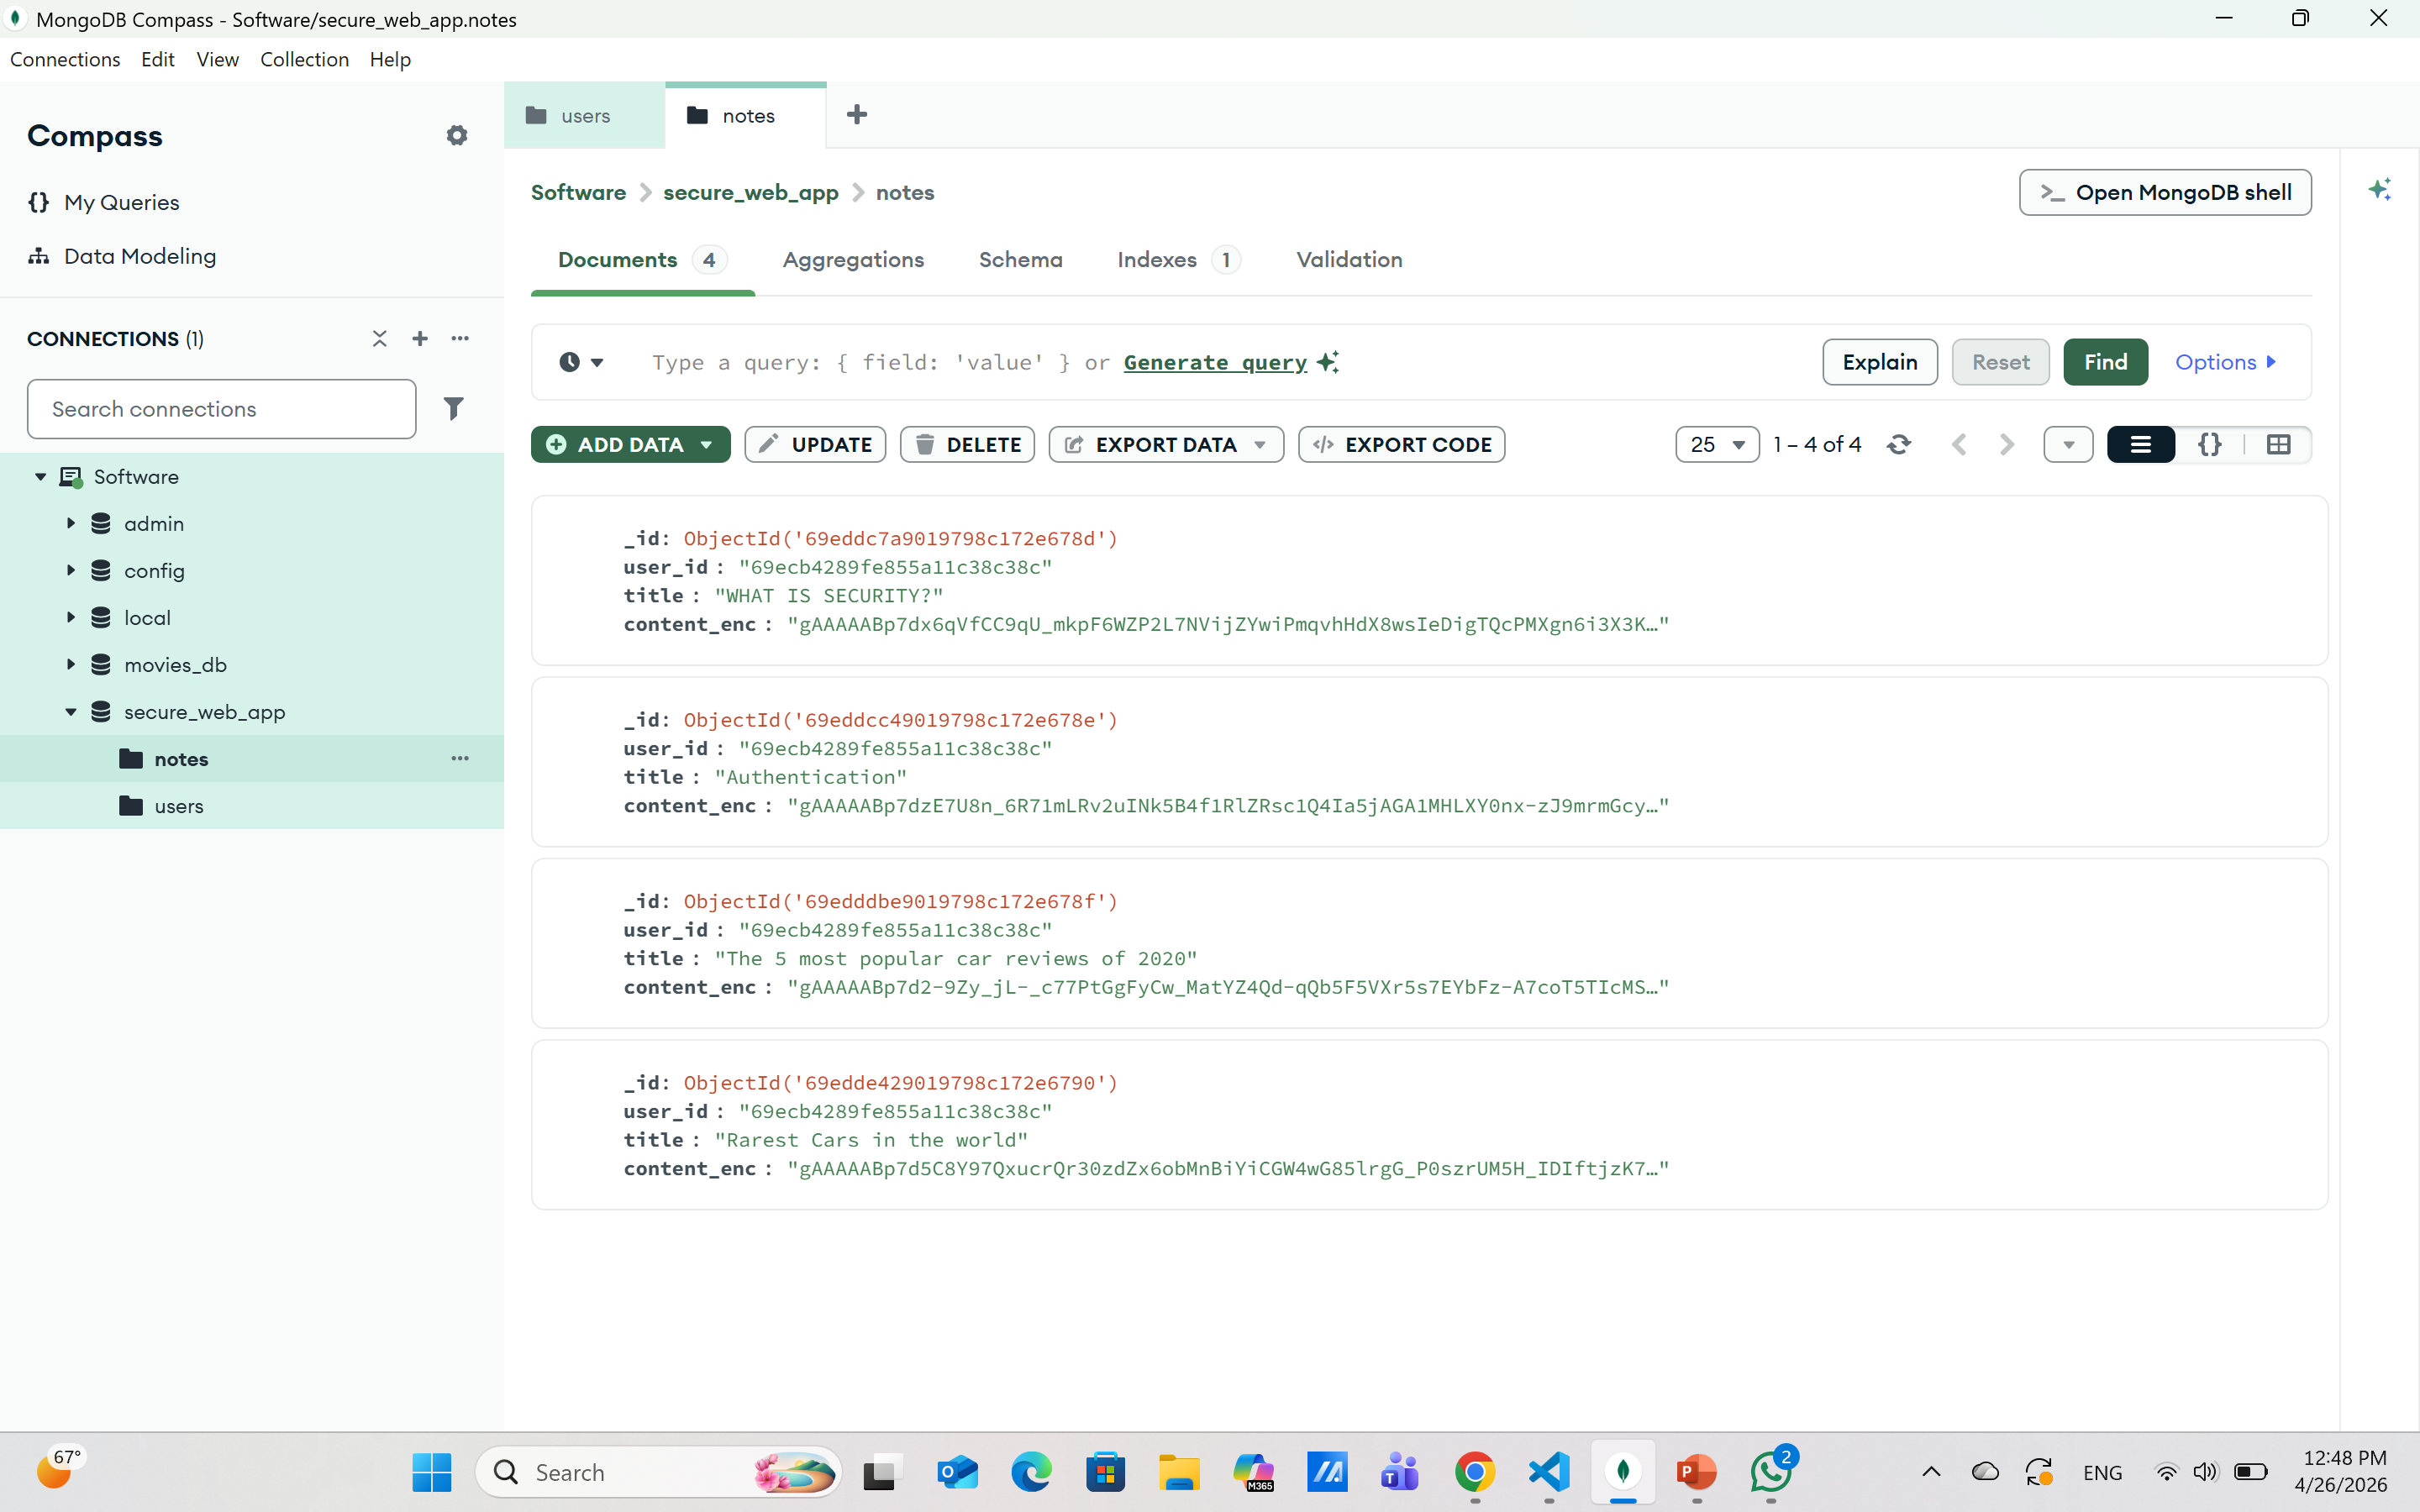 MongoDB Compass - Software/secure_web_app.notes
Connections Edit View Collection Help
Compass
My Queries
Data Modeling
CONNECTIONS (1)
Search connections
Software
admin
config
local
movies_db
secure_web_app
notes
users
users
notes
Software > secure_web_app > notes
>_ Open MongoDB shell
Documents 4 Aggregations Schema Indexes 1 Validation
Type a query: { field: 'value' } or Generate query
Explain Reset Find Options
ADD DATA UPDATE DELETE EXPORT DATA EXPORT CODE
25 1 – 4 of 4 {}
_id: ObjectId('69eddc7a9019798c172e678d')
user_id : "69ecb4289fe855a11c38c38c"
title : "WHAT IS SECURITY?"
content_enc : "gAAAAABp7dx6qVfCC9qU_mkpF6WZP2L7NVijZYwiPmqvhHdX8wsIeDigTQcPMXgn6i3X3K…"
_id: ObjectId('69eddcc49019798c172e678e')
user_id : "69ecb4289fe855a11c38c38c"
title : "Authentication"
content_enc : "gAAAAABp7dzE7U8n_6R71mLRv2uINk5B4f1RlZRsc1Q4Ia5jAGA1MHLXY0nx-zJ9mrmGcy…"
_id: ObjectId('69edddbe9019798c172e678f')
user_id : "69ecb4289fe855a11c38c38c"
title : "The 5 most popular car reviews of 2020"
content_enc : "gAAAAABp7d2-9Zy_jL-_c77PtGgFyCw_MatYZ4Qd-qQb5F5VXr5s7EYbFz-A7coT5TIcMS…"
_id: ObjectId('69edde429019798c172e6790')
user_id : "69ecb4289fe855a11c38c38c"
title : "Rarest Cars in the world"
content_enc : "gAAAAABp7d5C8Y97QxucrQr30zdZx6obMnBiYiCGW4wG85lrgG_P0szrUM5H_IDIftjzK7…"
67°
Search
M365
2
ENG
12:48 PM
4/26/2026